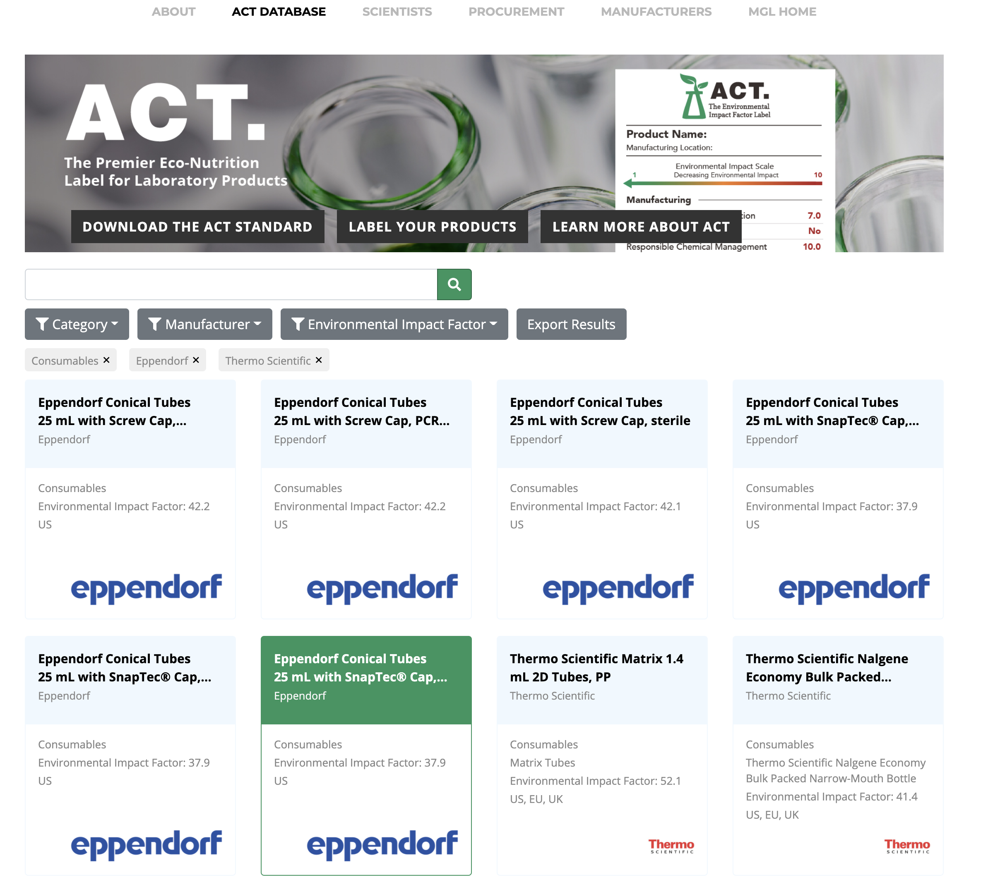 ABOUT ACT DATABASE SCIENTISTS PROCUREMENT MANUFACTURERS MGL HOME
ACT.
The Premier Eco-Nutrition
Label for Laboratory Products
DOWNLOAD THE ACT STANDARD LABEL YOUR PRODUCTS LEARN MORE ABOUT ACT
ACT.
The Environmental
Impact Factor Label
Product Name:
Manufacturing Location:
Environmental Impact Scale
1 Decreasing Environmental Impact 10
Manufacturing
tion 7.0
No
Responsible Chemical Management 10.0
Category Manufacturer Environmental Impact Factor Export Results
Consumables × Eppendorf × Thermo Scientific ×
Eppendorf Conical Tubes
25 mL with Screw Cap,...
Eppendorf
Consumables
Environmental Impact Factor: 42.2
US
eppendorf
Eppendorf Conical Tubes
25 mL with Screw Cap, PCR...
Eppendorf
Consumables
Environmental Impact Factor: 42.2
US
eppendorf
Eppendorf Conical Tubes
25 mL with Screw Cap, sterile
Eppendorf
Consumables
Environmental Impact Factor: 42.1
US
eppendorf
Eppendorf Conical Tubes
25 mL with SnapTec® Cap,...
Eppendorf
Consumables
Environmental Impact Factor: 37.9
US
eppendorf
Eppendorf Conical Tubes
25 mL with SnapTec® Cap,...
Eppendorf
Consumables
Environmental Impact Factor: 37.9
US
eppendorf
Eppendorf Conical Tubes
25 mL with SnapTec® Cap,...
Eppendorf
Consumables
Environmental Impact Factor: 37.9
US
eppendorf
Thermo Scientific Matrix 1.4
mL 2D Tubes, PP
Thermo Scientific
Consumables
Matrix Tubes
Environmental Impact Factor: 52.1
US, EU, UK
Thermo
SCIENTIFIC
Thermo Scientific Nalgene
Economy Bulk Packed...
Thermo Scientific
Consumables
Thermo Scientific Nalgene Economy
Bulk Packed Narrow-Mouth Bottle
Environmental Impact Factor: 41.4
US, EU, UK
Thermo
SCIENTIFIC